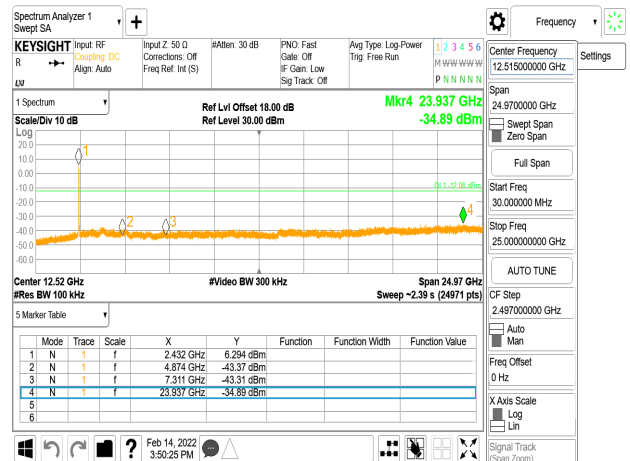 Spectrum Analyzer 1
Swept SA
Frequency
KEYSIGHT
R
Input: RF
Coupling: DC
Align: Auto
Input Z: 50 Ω
Corrections: Off
Freq Ref: Int (S)
#Atten: 30 dB
PNO: Fast
Gate: Off
IF Gain: Low
Sig Track: Off
Avg Type: Log-Power
Trig: Free Run
1 2 3 4 5 6
M W W W W W
P N N N N N
LXI
1 Spectrum
Scale/Div 10 dB
Ref Lvl Offset 18.00 dB
Ref Level 30.00 dBm
Mkr4 23.937 GHz
-34.89 dBm
Log
20.0
10.0
0.00
-10.0
-20.0
-30.0
-40.0
-50.0
-60.0
1
2
3
4
DL1 -12.08 dBm
Center 12.52 GHz
#Res BW 100 kHz
#Video BW 300 kHz
Span 24.97 GHz
Sweep ~2.39 s (24971 pts)
5 Marker Table
Mode Trace Scale X Y Function Function Width Function Value
1 N 1 f 2.432 GHz 6.294 dBm
2 N 1 f 4.874 GHz -43.37 dBm
3 N 1 f 7.311 GHz -43.31 dBm
4 N 1 f 23.937 GHz -34.89 dBm
5
6
?
Feb 14, 2022
3:50:25 PM
Center Frequency
12.515000000 GHz
Settings
Span
24.9700000 GHz
Swept Span
Zero Span
Full Span
Start Freq
30.000000 MHz
Stop Freq
25.000000000 GHz
AUTO TUNE
CF Step
2.497000000 GHz
Auto
Man
Freq Offset
0 Hz
X Axis Scale
Log
Lin
Signal Track
(Span Zoom)